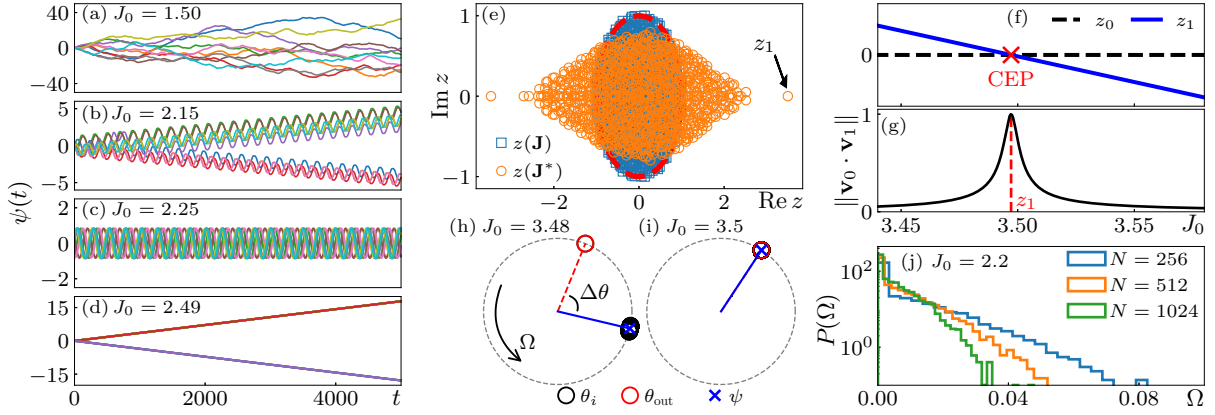 (a) J₀ = 1.50
40
0
−40
(b) J₀ = 2.15
5
0
−5
(c) J₀ = 2.25
2
0
−2
(d) J₀ = 2.49
15
0
−15
0 2000 4000 t
ψ(t)
(e)
z₁
1
0
−1
Im z
z(J)
z(J*)
−2 0 2 Re z
(f) z₀ z₁
0
CEP
(g)
1
0
‖v₀ · v₁‖
z₁
3.45 3.50 3.55 J₀
(h) J₀ = 3.48
Δθ
Ω
(i) J₀ = 3.5
θᵢ θout ψ
(j) J₀ = 2.2
N = 256
N = 512
N = 1024
10²
10⁰
P(Ω)
0.00 0.04 0.08 Ω